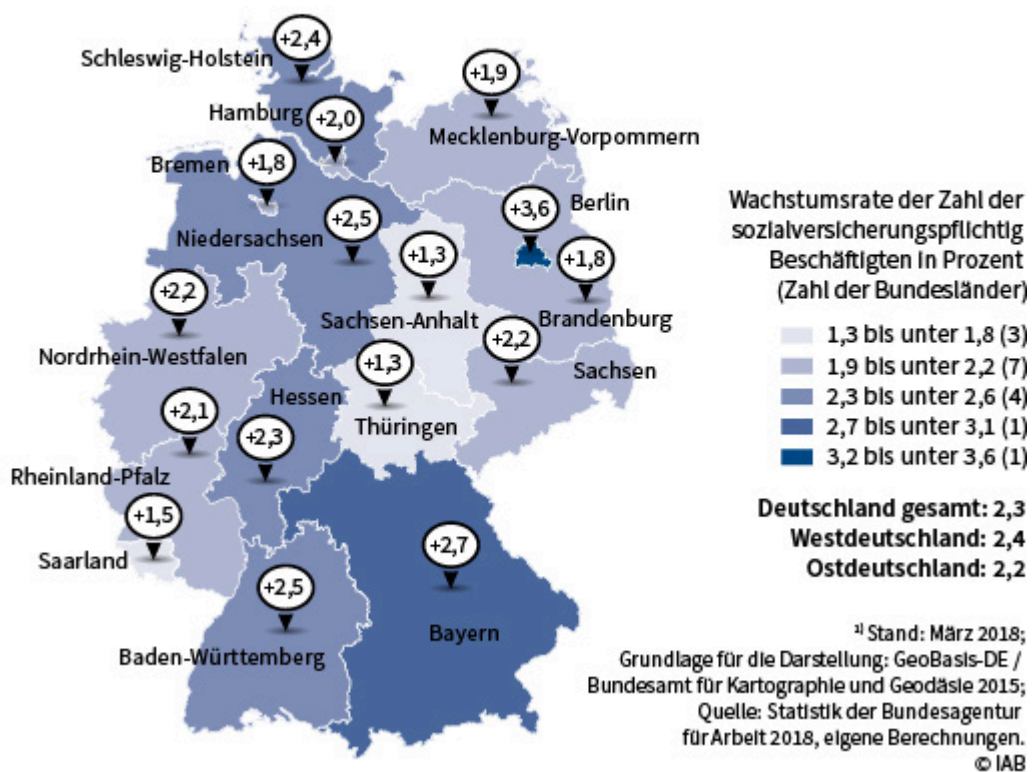 +2,4
Schleswig-Holstein
+1,9
Hamburg
+2,0
Mecklenburg-Vorpommern
Bremen
+1,8
+3,6
Berlin
+2,5
Niedersachsen
+1,3
+1,8
+2,2
Sachsen-Anhalt
Brandenburg
+2,2
Nordrhein-Westfalen
+1,3
Sachsen
Hessen
+2,1
Thüringen
+2,3
Rheinland-Pfalz
+1,5
Saarland
+2,7
+2,5
Bayern
Baden-Württemberg
Wachstumsrate der Zahl der
sozialversicherungspflichtig
Beschäftigten in Prozent
(Zahl der Bundesländer)
1,3 bis unter 1,8 (3)
1,9 bis unter 2,2 (7)
2,3 bis unter 2,6 (4)
2,7 bis unter 3,1 (1)
3,2 bis unter 3,6 (1)
Deutschland gesamt: 2,3
Westdeutschland: 2,4
Ostdeutschland: 2,2
¹⁾ Stand: März 2018;
Grundlage für die Darstellung: GeoBasis-DE /
Bundesamt für Kartographie und Geodäsie 2015;
Quelle: Statistik der Bundesagentur
für Arbeit 2018, eigene Berechnungen.
© IAB